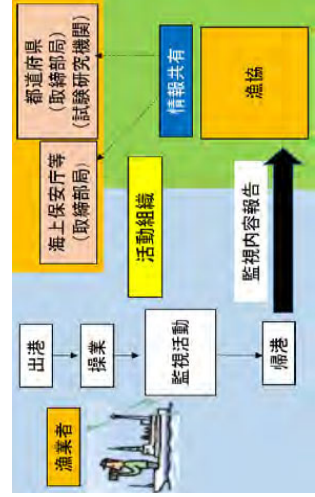 漁業者
出港
操業
監視活動
帰港
監視内容報告
活動組織
海上保安庁等
(取締部局)
都道府県
(取締部局)
(試験研究機関)
情報共有
漁協